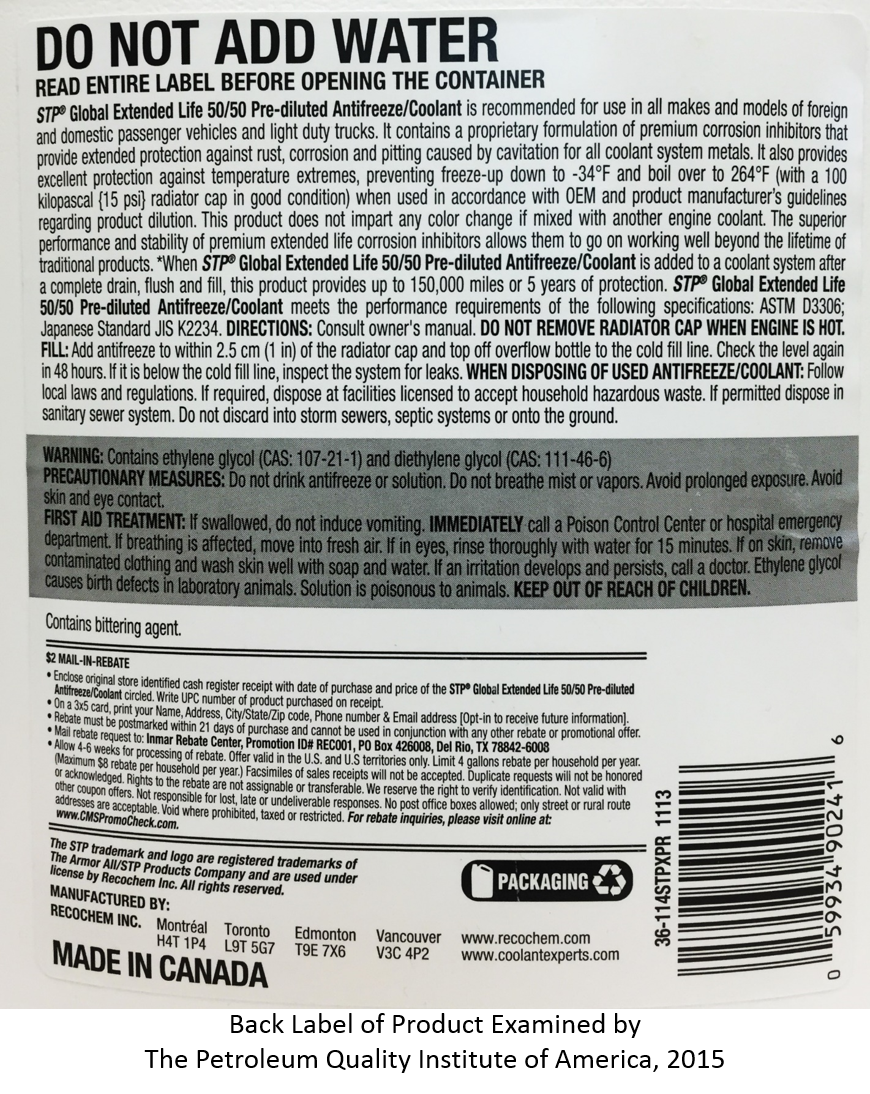 DO NOT ADD WATER
READ ENTIRE LABEL BEFORE OPENING THE CONTAINER
STP® Global Extended Life 50/50 Pre-diluted Antifreeze/Coolant is recommended for use in all makes and models of foreign
and domestic passenger vehicles and light duty trucks. It contains a proprietary formulation of premium corrosion inhibitors that
provide extended protection against rust, corrosion and pitting caused by cavitation for all coolant system metals. It also provides
excellent protection against temperature extremes, preventing freeze-up down to -34°F and boil over to 264°F (with a 100
kilopascal {15 psi} radiator cap in good condition) when used in accordance with OEM and product manufacturer's guidelines
regarding product dilution. This product does not impart any color change if mixed with another engine coolant. The superior
performance and stability of premium extended life corrosion inhibitors allows them to go on working well beyond the lifetime of
traditional products. *When STP® Global Extended Life 50/50 Pre-diluted Antifreeze/Coolant is added to a coolant system after
a complete drain, flush and fill, this product provides up to 150,000 miles or 5 years of protection. STP® Global Extended Life
50/50 Pre-diluted Antifreeze/Coolant meets the performance requirements of the following specifications: ASTM D3306;
Japanese Standard JIS K2234. DIRECTIONS: Consult owner's manual. DO NOT REMOVE RADIATOR CAP WHEN ENGINE IS HOT.
FILL: Add antifreeze to within 2.5 cm (1 in) of the radiator cap and top off overflow bottle to the cold fill line. Check the level again
in 48 hours. If it is below the cold fill line, inspect the system for leaks. WHEN DISPOSING OF USED ANTIFREEZE/COOLANT: Follow
local laws and regulations. If required, dispose at facilities licensed to accept household hazardous waste. If permitted dispose in
sanitary sewer system. Do not discard into storm sewers, septic systems or onto the ground.
WARNING: Contains ethylene glycol (CAS: 107-21-1) and diethylene glycol (CAS: 111-46-6)
PRECAUTIONARY MEASURES: Do not drink antifreeze or solution. Do not breathe mist or vapors. Avoid prolonged exposure. Avoid
skin and eye contact.
FIRST AID TREATMENT: If swallowed, do not induce vomiting. IMMEDIATELY call a Poison Control Center or hospital emergency
department. If breathing is affected, move into fresh air. If in eyes, rinse thoroughly with water for 15 minutes. If on skin, remove
contaminated clothing and wash skin well with soap and water. If an irritation develops and persists, call a doctor. Ethylene glycol
causes birth defects in laboratory animals. Solution is poisonous to animals. KEEP OUT OF REACH OF CHILDREN.
Contains bittering agent.
$2 MAIL-IN-REBATE
• Enclose original store identified cash register receipt with date of purchase and price of the STP® Global Extended Life 50/50 Pre-diluted
Antifreeze/Coolant circled. Write UPC number of product purchased on receipt.
• On a 3x5 card, print your Name, Address, City/State/Zip code, Phone number & Email address [Opt-in to receive future information].
• Rebate must be postmarked within 21 days of purchase and cannot be used in conjunction with any other rebate or promotional offer.
• Mail rebate request to: Inmar Rebate Center, Promotion ID# REC001, PO Box 426008, Del Rio, TX 78842-6008
• Allow 4-6 weeks for processing of rebate. Offer valid in the U.S. and U.S territories only. Limit 4 gallons rebate per household per year.
(Maximum $8 rebate per household per year.) Facsimiles of sales receipts will not be accepted. Duplicate requests will not be honored
or acknowledged. Rights to the rebate are not assignable or transferable. We reserve the right to verify identification. Not valid with
other coupon offers. Not responsible for lost, late or undeliverable responses. No post office boxes allowed; only street or rural route
addresses are acceptable. Void where prohibited, taxed or restricted. For rebate inquiries, please visit online at:
www.CMSPromoCheck.com.
The STP trademark and logo are registered trademarks of
The Armor All/STP Products Company and are used under
license by Recochem Inc. All rights reserved.
MANUFACTURED BY:
RECOCHEM INC. Montréal Toronto Edmonton Vancouver www.recochem.com
H4T 1P4 L9T 5G7 T9E 7X6 V3C 4P2 www.coolantexperts.com
MADE IN CANADA
PACKAGING
36-114STPXPR 1113
0 59934 90241 6
Back Label of Product Examined by
The Petroleum Quality Institute of America, 2015